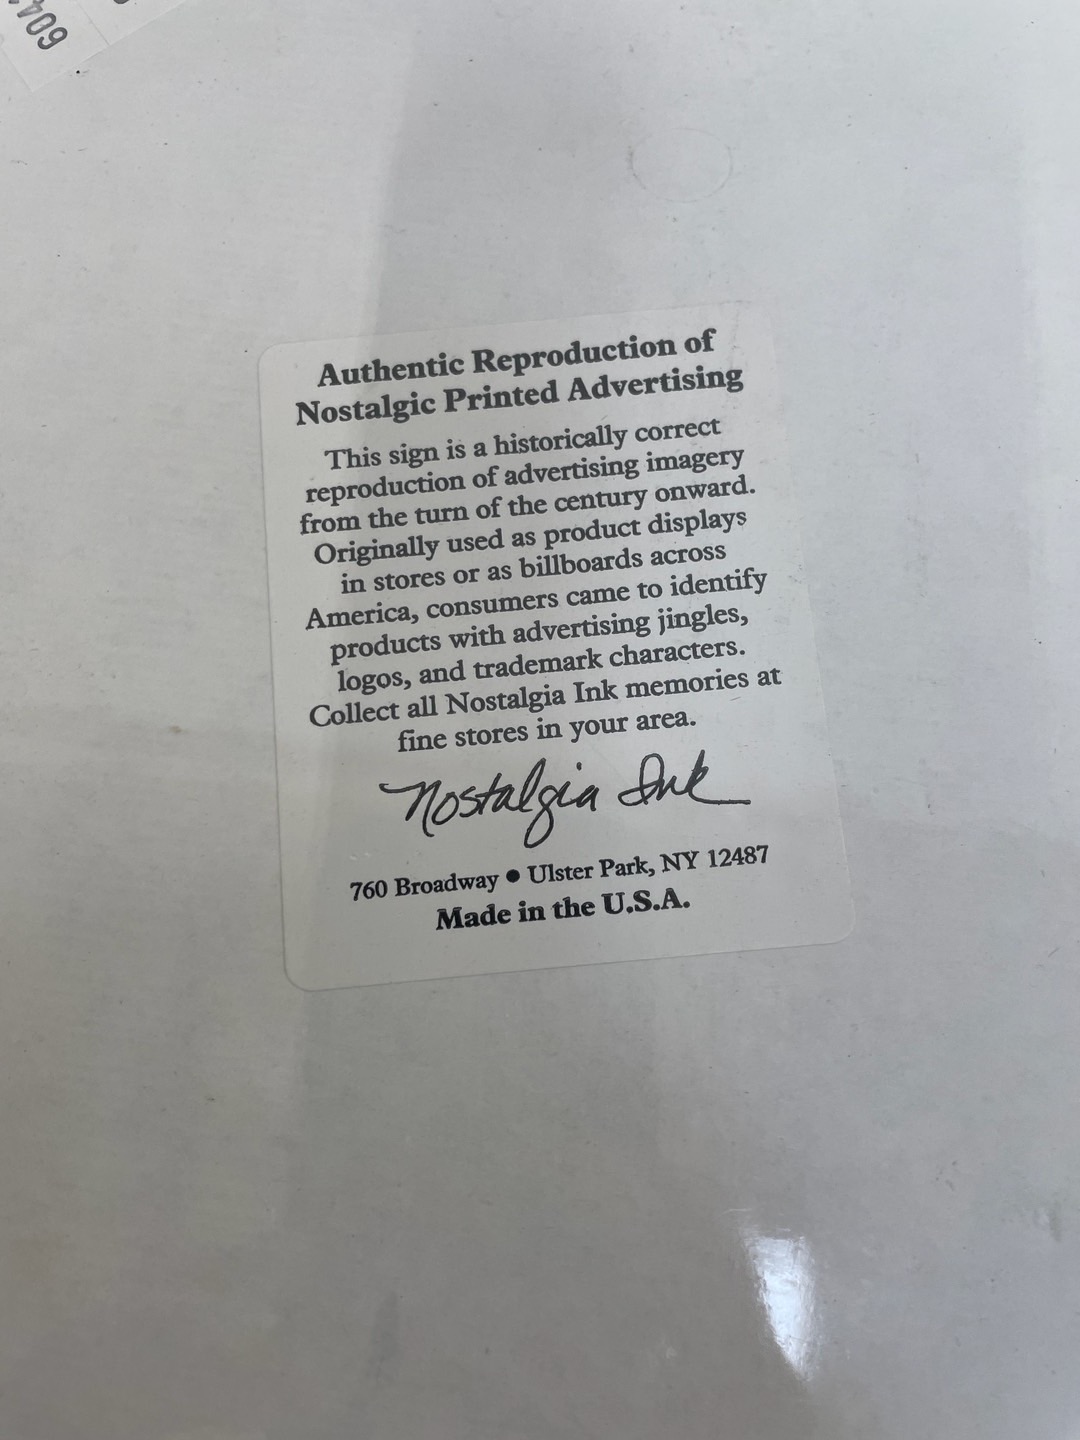 604
Authentic Reproduction of
Nostalgic Printed Advertising
This sign is a historically correct
reproduction of advertising imagery
from the turn of the century onward.
Originally used as product displays
in stores or as billboards across
America, consumers came to identify
products with advertising jingles,
logos, and trademark characters.
Collect all Nostalgia Ink memories at
fine stores in your area.
Nostalgia Ink
760 Broadway • Ulster Park, NY 12487
Made in the U.S.A.